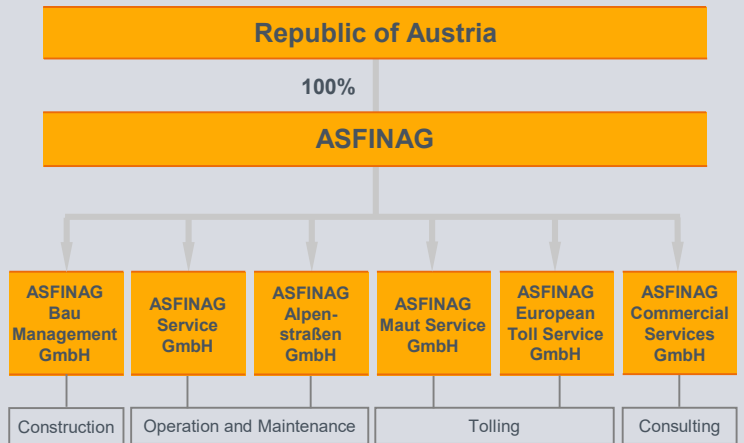 Republic of Austria
100%
ASFINAG
ASFINAG
Bau
Management
GmbH
ASFINAG
Service
GmbH
ASFINAG
Alpen-
straßen
GmbH
ASFINAG
Maut Service
GmbH
ASFINAG
European
Toll Service
GmbH
ASFINAG
Commercial
Services
GmbH
Construction
Operation and Maintenance
Tolling
Consulting